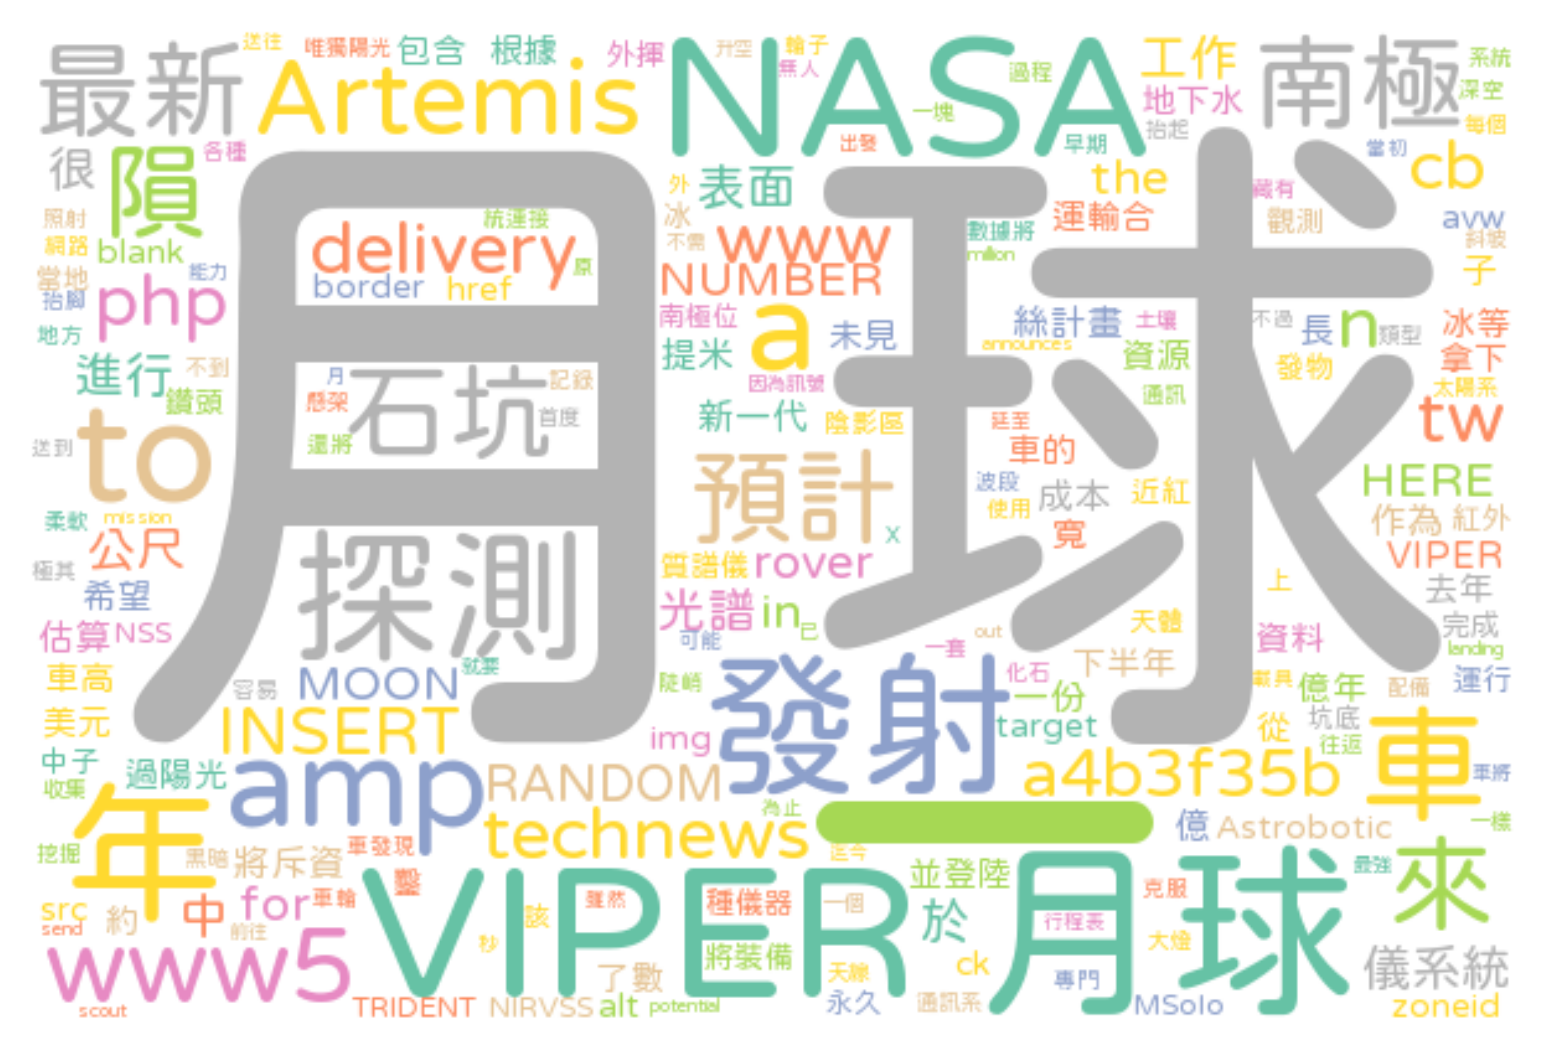 最新
送往
唯獨陽光
包含
根據
外揮
NASA
升空
輪子
無人
過程
一塊
出發
早期
工作
地下水
抬起
南極
系統
深空
每個
Artemis
很
隕
各種
照射
網路
blank
當地
抬腳
能力
php
地方
月球
delivery
統連接
原
border
href
外
冰
不需
表面
www
NUMBER
the
運輸合
數據將
million
藏有
觀測
當初
cb
avw
斜坡
子
南極位
提米
a
未見
因為訊號
絲計畫
土壤
announces
資源
通訊
不過
長
n
類型
發物
冰等
拿下
太陽系
tw
進行
不到
鑽頭
to
送到
月
懸架
還將
石坑
記錄
首度
新一代
陰影區
預計
延至
車的
波段
使用
成本
近紅
寬
x
HERE
作為
紅外
VIPER
柔軟
mission
公尺
極其
希望
估算
NSS
探測
質譜儀
rover
光譜
in
已
可能
out
一套
天體
下半年
上
資料
去年
完成
landing
運行
車高
美元
容易
MOON
就要
陡峭
發射
化石
一份
target
載具
億年
配備
從
坑底
往返
車
車將
一樣
中子
收集
過陽光
INSERT
amp
img
RANDOM
a4b3f35b
年
technews
為止
一
迄今
億
Astrobotic
挖掘
黑暗
將斥資
車發現
鑿
src
send
約
中
前往
for
車輪
VIPER
該
秒
雖然
種儀器
一個
將裝備
並登陸
於
月球
行程表
專門
克服
大燈
最強
來
www5
scout
TRIDENT
NIRVSS
了數
alt
potential
天線
永久
ck
通訊系
MSolo
儀系統
zoneid